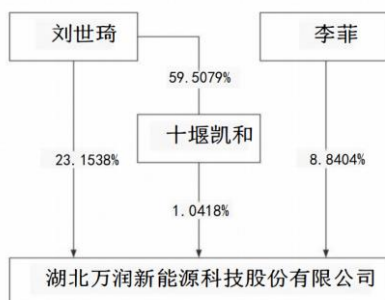 刘世琦
李菲
59.5079%
十堰凯和
23.1538%
8.8404%
1.0418%
湖北万润新能源科技股份有限公司